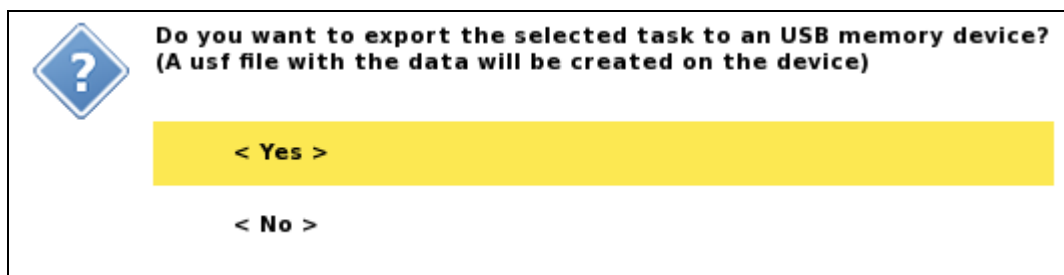 Do you want to export the selected task to an USB memory device?
(A usf file with the data will be created on the device)
< Yes >
< No >